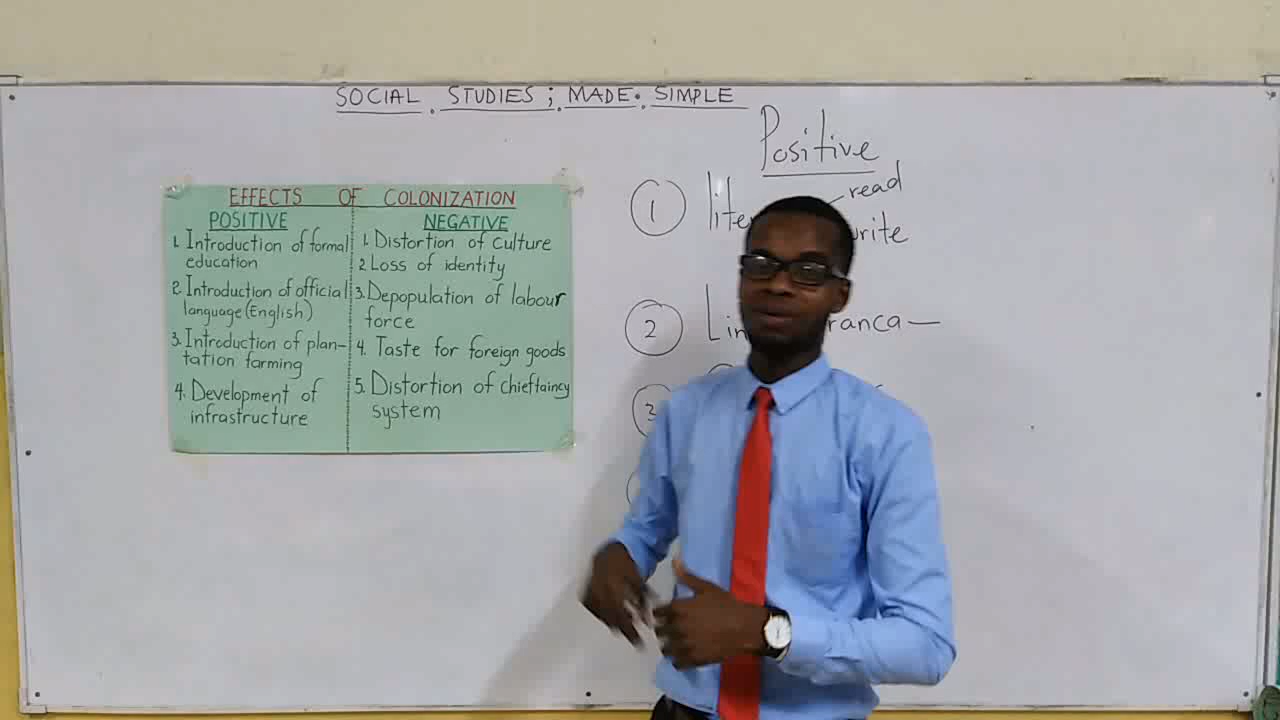 SOCIAL STUDIES ; MADE SIMPLE
EFFECTS OF COLONIZATION
POSITIVE
1. Introduction of formal
education
2. Introduction of official
language (English)
3. Introduction of plan-
tation farming
4. Development of
infrastructure
NEGATIVE
1. Distortion of Culture
2 Loss of identity
3. Depopulation of labour
force
4. Taste for foreign goods
5. Distortion of chieftaincy
system
Positive
1
read
write
2
3